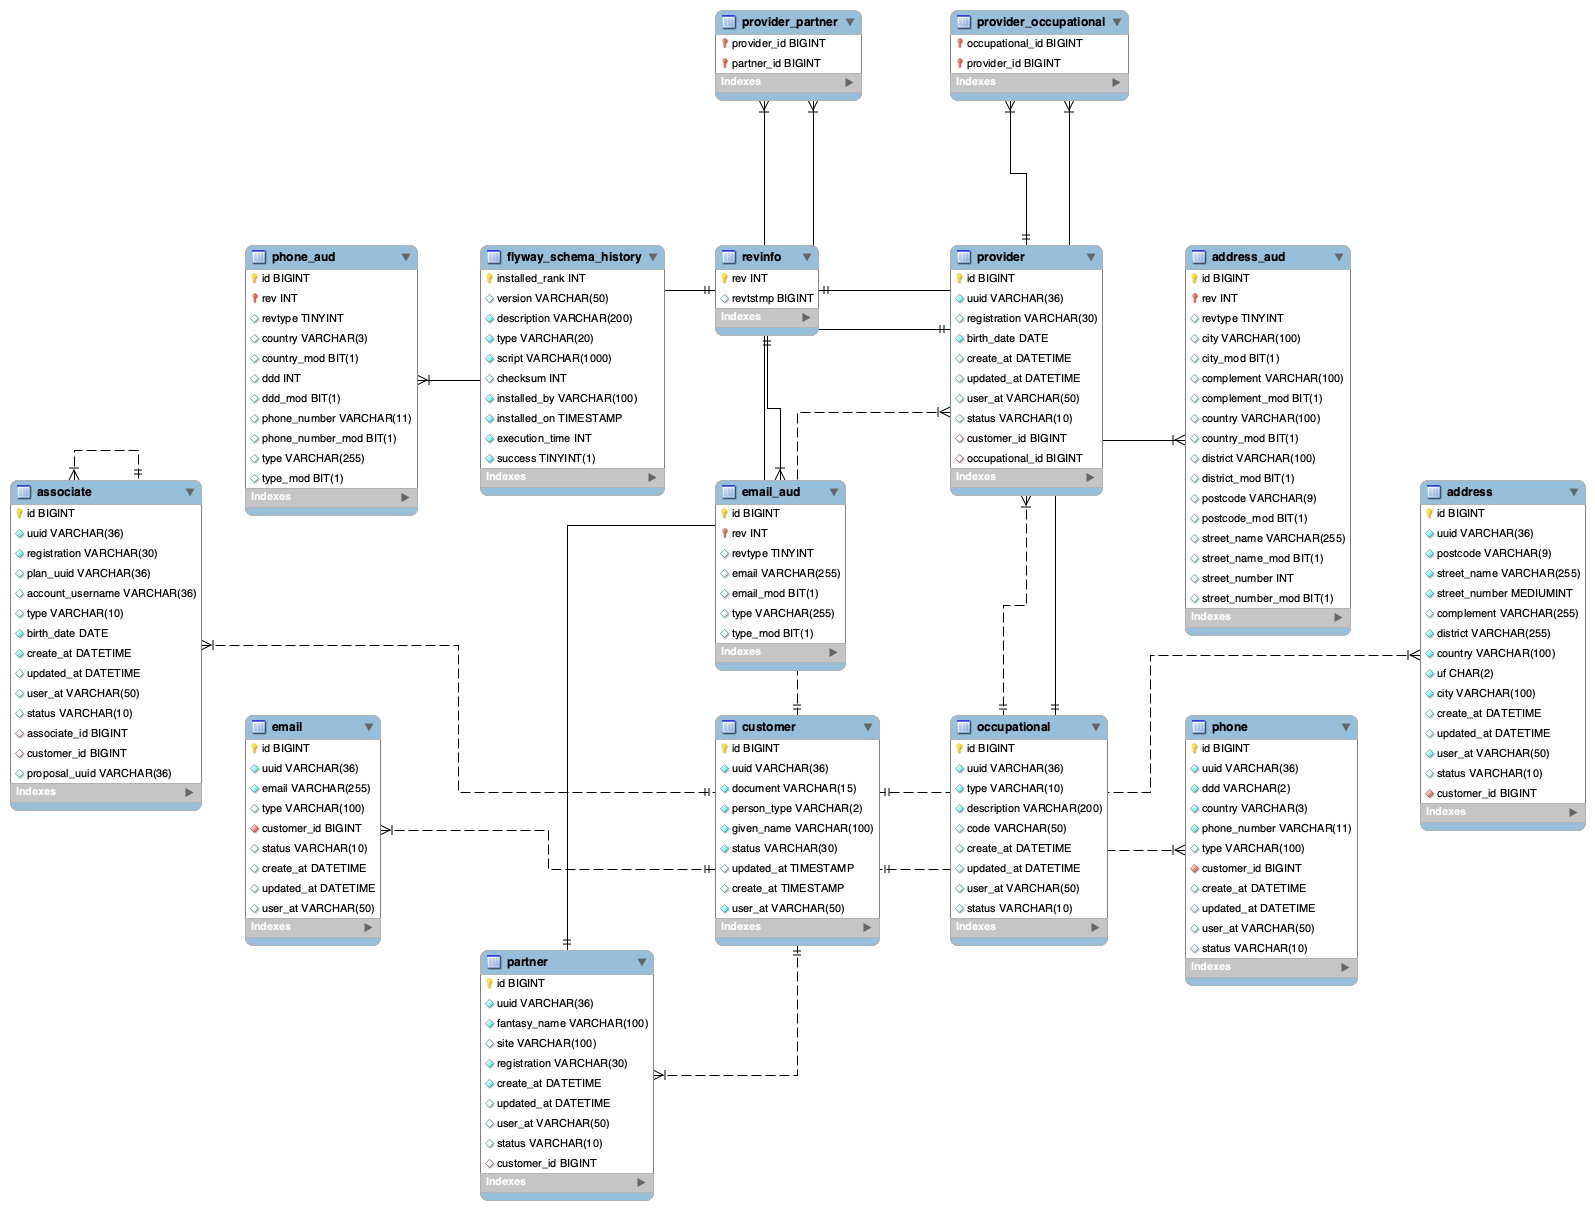 provider_partner
provider_id BIGINT
partner_id BIGINT
Indexes
provider_occupational
occupational_id BIGINT
provider_id BIGINT
Indexes
phone_aud
id BIGINT
rev INT
revtype TINYINT
country VARCHAR(3)
country_mod BIT(1)
ddd INT
ddd_mod BIT(1)
phone_number VARCHAR(11)
phone_number_mod BIT(1)
type VARCHAR(255)
type_mod BIT(1)
Indexes
flyway_schema_history
installed_rank INT
version VARCHAR(50)
description VARCHAR(200)
type VARCHAR(20)
script VARCHAR(1000)
checksum INT
installed_by VARCHAR(100)
installed_on TIMESTAMP
execution_time INT
success TINYINT(1)
Indexes
revinfo
rev INT
revtstmp BIGINT
Indexes
provider
id BIGINT
uuid VARCHAR(36)
registration VARCHAR(30)
birth_date DATE
create_at DATETIME
updated_at DATETIME
user_at VARCHAR(50)
status VARCHAR(10)
customer_id BIGINT
occupational_id BIGINT
Indexes
address_aud
id BIGINT
rev INT
revtype TINYINT
city VARCHAR(100)
city_mod BIT(1)
complement VARCHAR(100)
complement_mod BIT(1)
country VARCHAR(100)
country_mod BIT(1)
district VARCHAR(100)
district_mod BIT(1)
postcode VARCHAR(9)
postcode_mod BIT(1)
street_name VARCHAR(255)
street_name_mod BIT(1)
street_number INT
street_number_mod BIT(1)
Indexes
associate
id BIGINT
uuid VARCHAR(36)
registration VARCHAR(30)
plan_uuid VARCHAR(36)
account_username VARCHAR(36)
type VARCHAR(10)
birth_date DATE
create_at DATETIME
updated_at DATETIME
user_at VARCHAR(50)
status VARCHAR(10)
associate_id BIGINT
customer_id BIGINT
proposal_uuid VARCHAR(36)
Indexes
email_aud
id BIGINT
rev INT
revtype TINYINT
email VARCHAR(255)
email_mod BIT(1)
type VARCHAR(255)
type_mod BIT(1)
Indexes
address
id BIGINT
uuid VARCHAR(36)
postcode VARCHAR(9)
street_name VARCHAR(255)
street_number MEDIUMINT
complement VARCHAR(255)
district VARCHAR(255)
country VARCHAR(100)
uf CHAR(2)
city VARCHAR(100)
create_at DATETIME
updated_at DATETIME
user_at VARCHAR(50)
status VARCHAR(10)
customer_id BIGINT
Indexes
email
id BIGINT
uuid VARCHAR(36)
email VARCHAR(255)
type VARCHAR(100)
customer_id BIGINT
status VARCHAR(10)
create_at DATETIME
updated_at DATETIME
user_at VARCHAR(50)
Indexes
customer
id BIGINT
uuid VARCHAR(36)
document VARCHAR(15)
person_type VARCHAR(2)
given_name VARCHAR(100)
status VARCHAR(30)
updated_at TIMESTAMP
create_at TIMESTAMP
user_at VARCHAR(50)
Indexes
occupational
id BIGINT
uuid VARCHAR(36)
type VARCHAR(10)
description VARCHAR(200)
code VARCHAR(50)
create_at DATETIME
updated_at DATETIME
user_at VARCHAR(50)
status VARCHAR(10)
Indexes
phone
id BIGINT
uuid VARCHAR(36)
ddd VARCHAR(2)
country VARCHAR(3)
phone_number VARCHAR(11)
type VARCHAR(100)
customer_id BIGINT
create_at DATETIME
updated_at DATETIME
user_at VARCHAR(50)
status VARCHAR(10)
Indexes
partner
id BIGINT
uuid VARCHAR(36)
fantasy_name VARCHAR(100)
site VARCHAR(100)
registration VARCHAR(30)
create_at DATETIME
updated_at DATETIME
user_at VARCHAR(50)
status VARCHAR(10)
customer_id BIGINT
Indexes